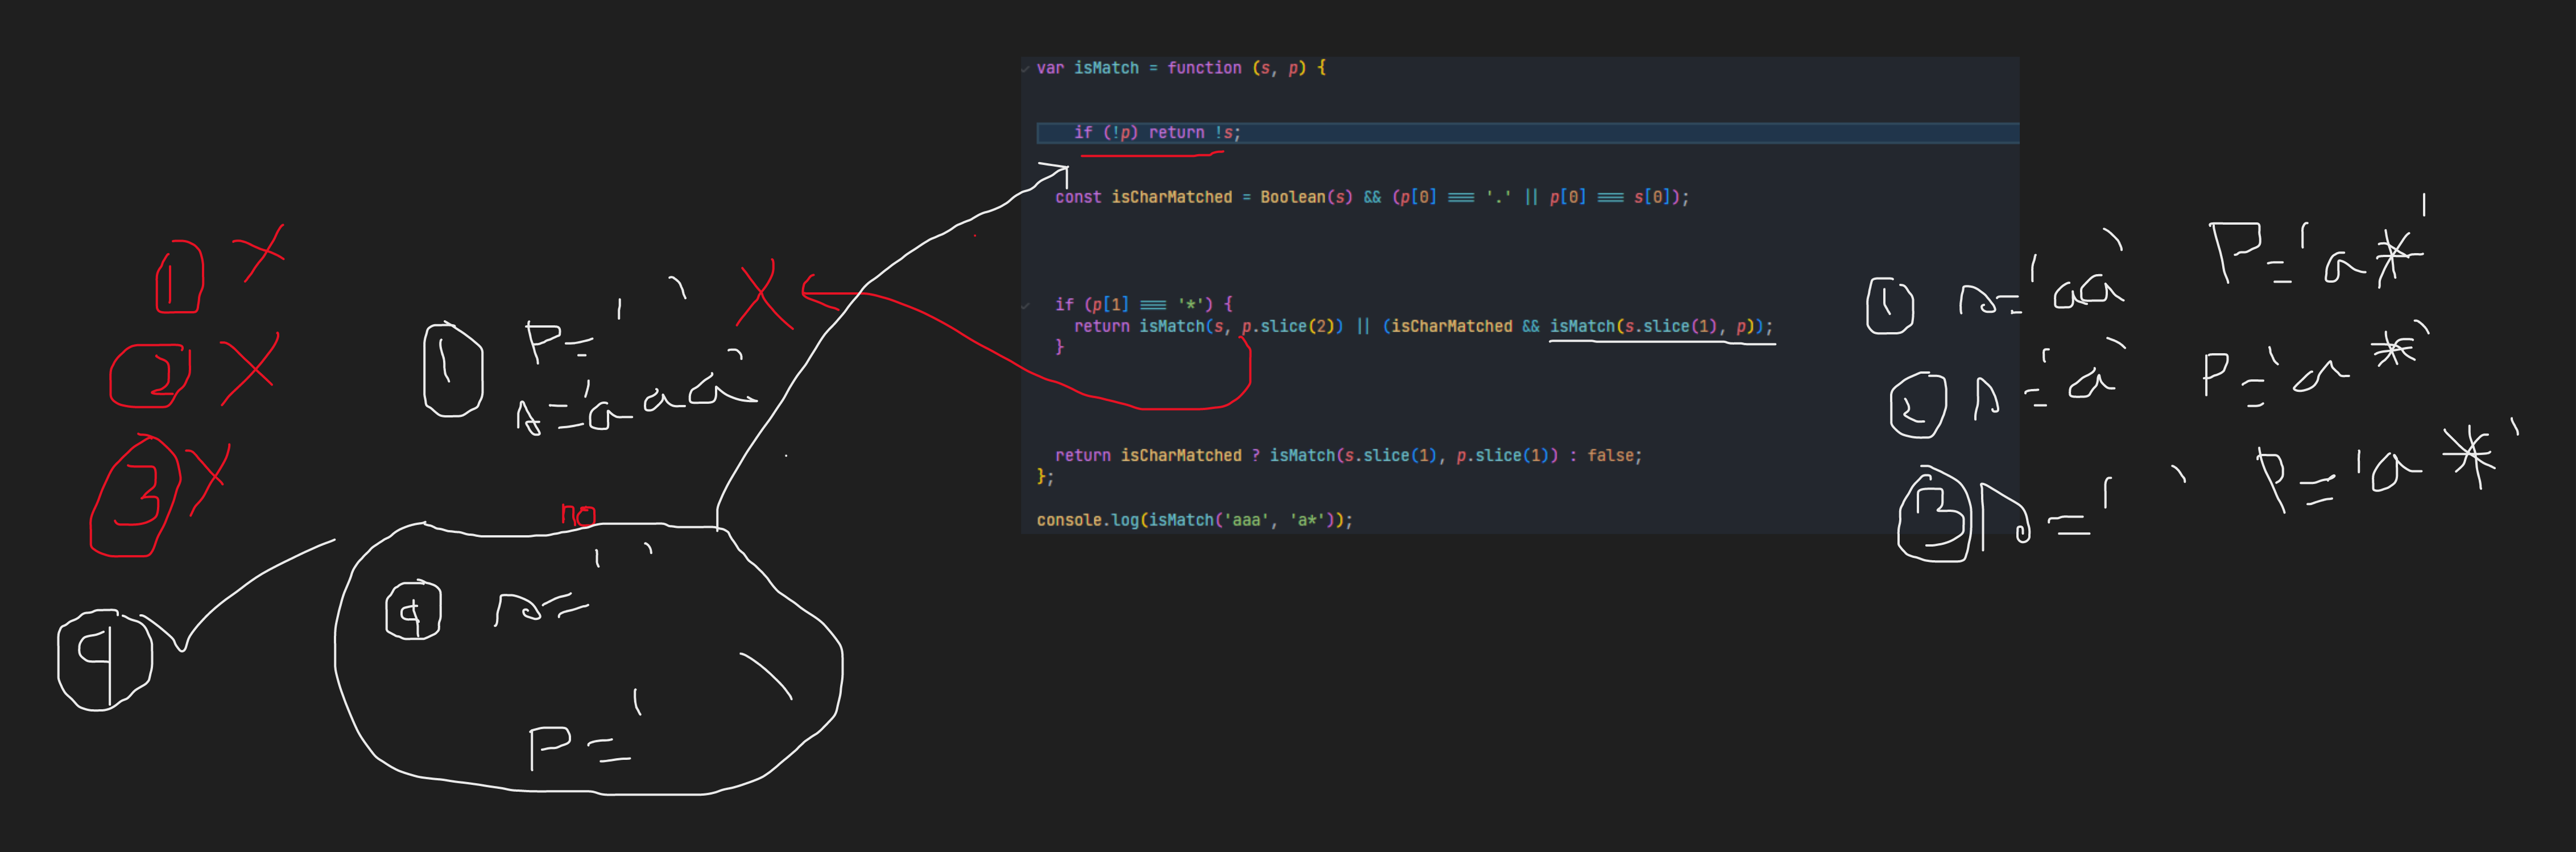 var isMatch = function (s, p) {
if (!p) return !s;
const isCharMatched = Boolean(s) && (p[0] === '.' || p[0] === s[0]);
if (p[1] === '*') {
return isMatch(s, p.slice(2)) || (isCharMatched && isMatch(s.slice(1), p));
}
return isCharMatched ? isMatch(s.slice(1), p.slice(1)) : false;
};
console.log(isMatch('aaa', 'a*'));
1 X
2 X
3 X
4
1 P=' ' X
s='aaa'
no
4 s=' '
P=' '
1 s='aa' P='a*'
2 s='a' P='a*'
3 s=' ' P='a*'